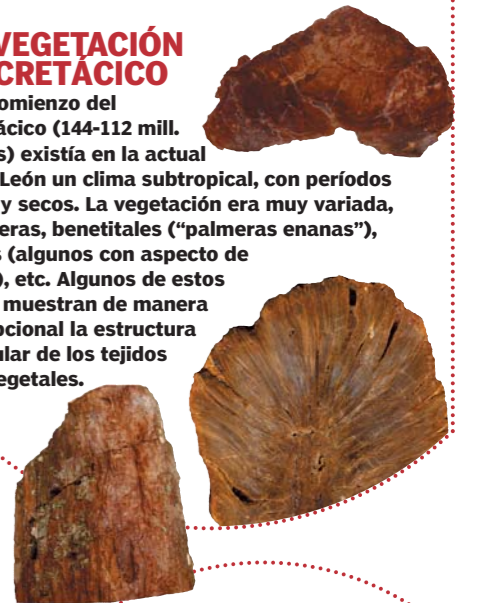 VEGETACIÓN
CRETÁCICO
omienzo del
ácico (144-112 mill.
s) existía en la actual
León un clima subtropical, con períodos
y secos. La vegetación era muy variada,
eras, benetitales (“palmeras enanas”),
s (algunos con aspecto de
), etc. Algunos de estos
muestran de manera
pcional la estructura
ular de los tejidos
egetales.